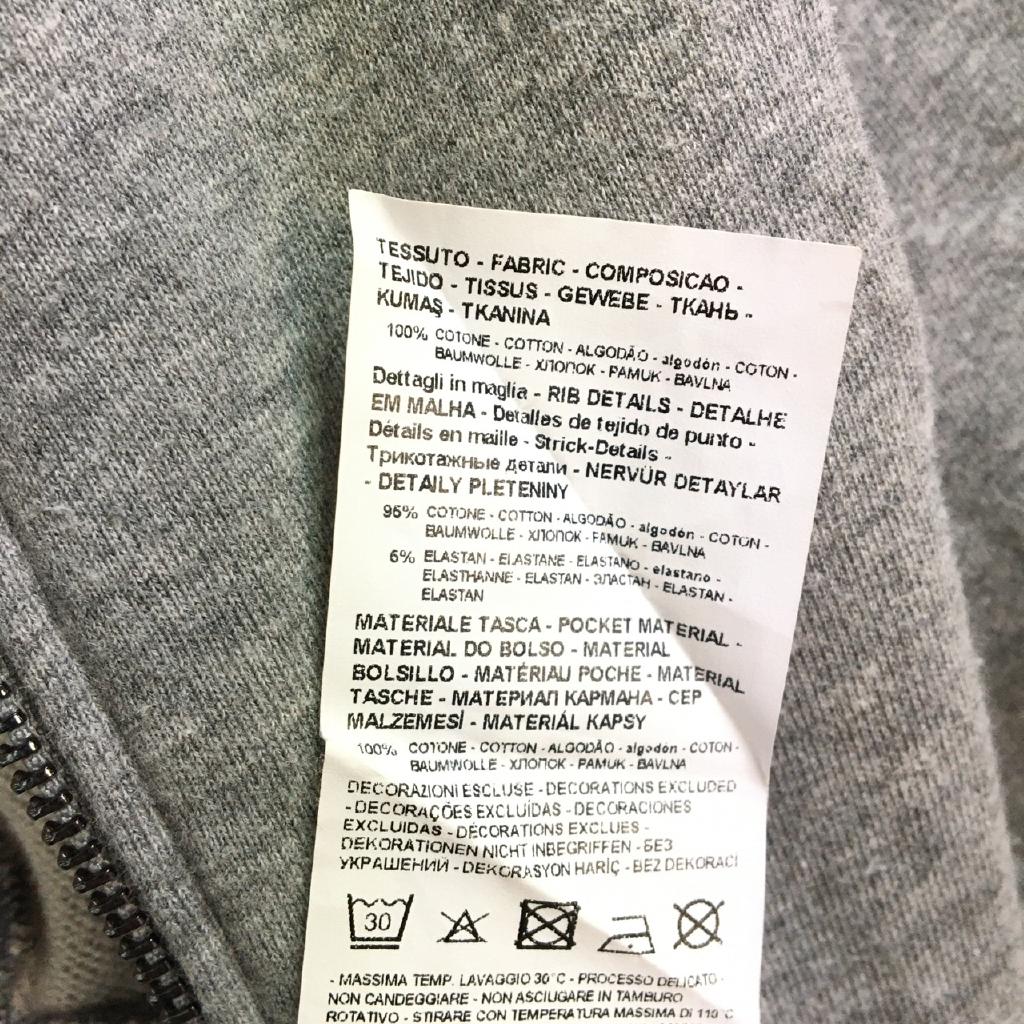 TESSUTO - FABRIC - COMPOSICAO -
TEJIDO - TISSUS - GEWEBE - ТКАНЬ -
KUMAŞ - TKANINA
100% COTONE - COTTON - ALGODÃO - algodón - COTON -
BAUMWOLLE - ХЛОПОК - PAMUK - BAVLNA
Dettagli in maglia - RIB DETAILS - DETALHE
EM MALHA - Detalles de tejido de punto -
Détails en maille - Strick-Details -
Трикотажные детали - NERVÜR DETAYLAR
- DETAILY PLETENINY
95% COTONE - COTTON - ALGODÃO - algodón - COTON -
BAUMWOLLE - ХЛОПОК - PAMUK - BAVLNA
5% ELASTAN - ELASTANE - ELASTANO - elastano -
ELASTHANNE - ELASTAN - ЭЛАСТАН - ELASTAN -
ELASTAN
MATERIALE TASCA - POCKET MATERIAL -
MATERIAL DO BOLSO - MATERIAL
BOLSILLO - MATÉRIAU POCHE - MATERIAL
TASCHE - МАТЕРИАЛ КАРМАНА - CEP
MALZEMESİ - MATERIÁL KAPSY
100% COTONE - COTTON - ALGODÃO - algodón - COTON -
BAUMWOLLE - ХЛОПОК - PAMUK - BAVLNA
DECORAZIONI ESCLUSE - DECORATIONS EXCLUDED
- DECORAÇÕES EXCLUÍDAS - DECORACIONES
EXCLUIDAS - DÉCORATIONS EXCLUES -
DEKORATIONEN NICHT INBEGRIFFEN - БЕЗ
УКРАШЕНИЙ - DEKORASYON HARİÇ - BEZ DEKORACÍ
30
- MASSIMA TEMP. LAVAGGIO 30°C - PROCESSO DELICATO -
NON CANDEGGIARE - NON ASCIUGARE IN TAMBURO
ROTATIVO - STIRARE CON TEMPERATURA MASSIMA DI 110°C